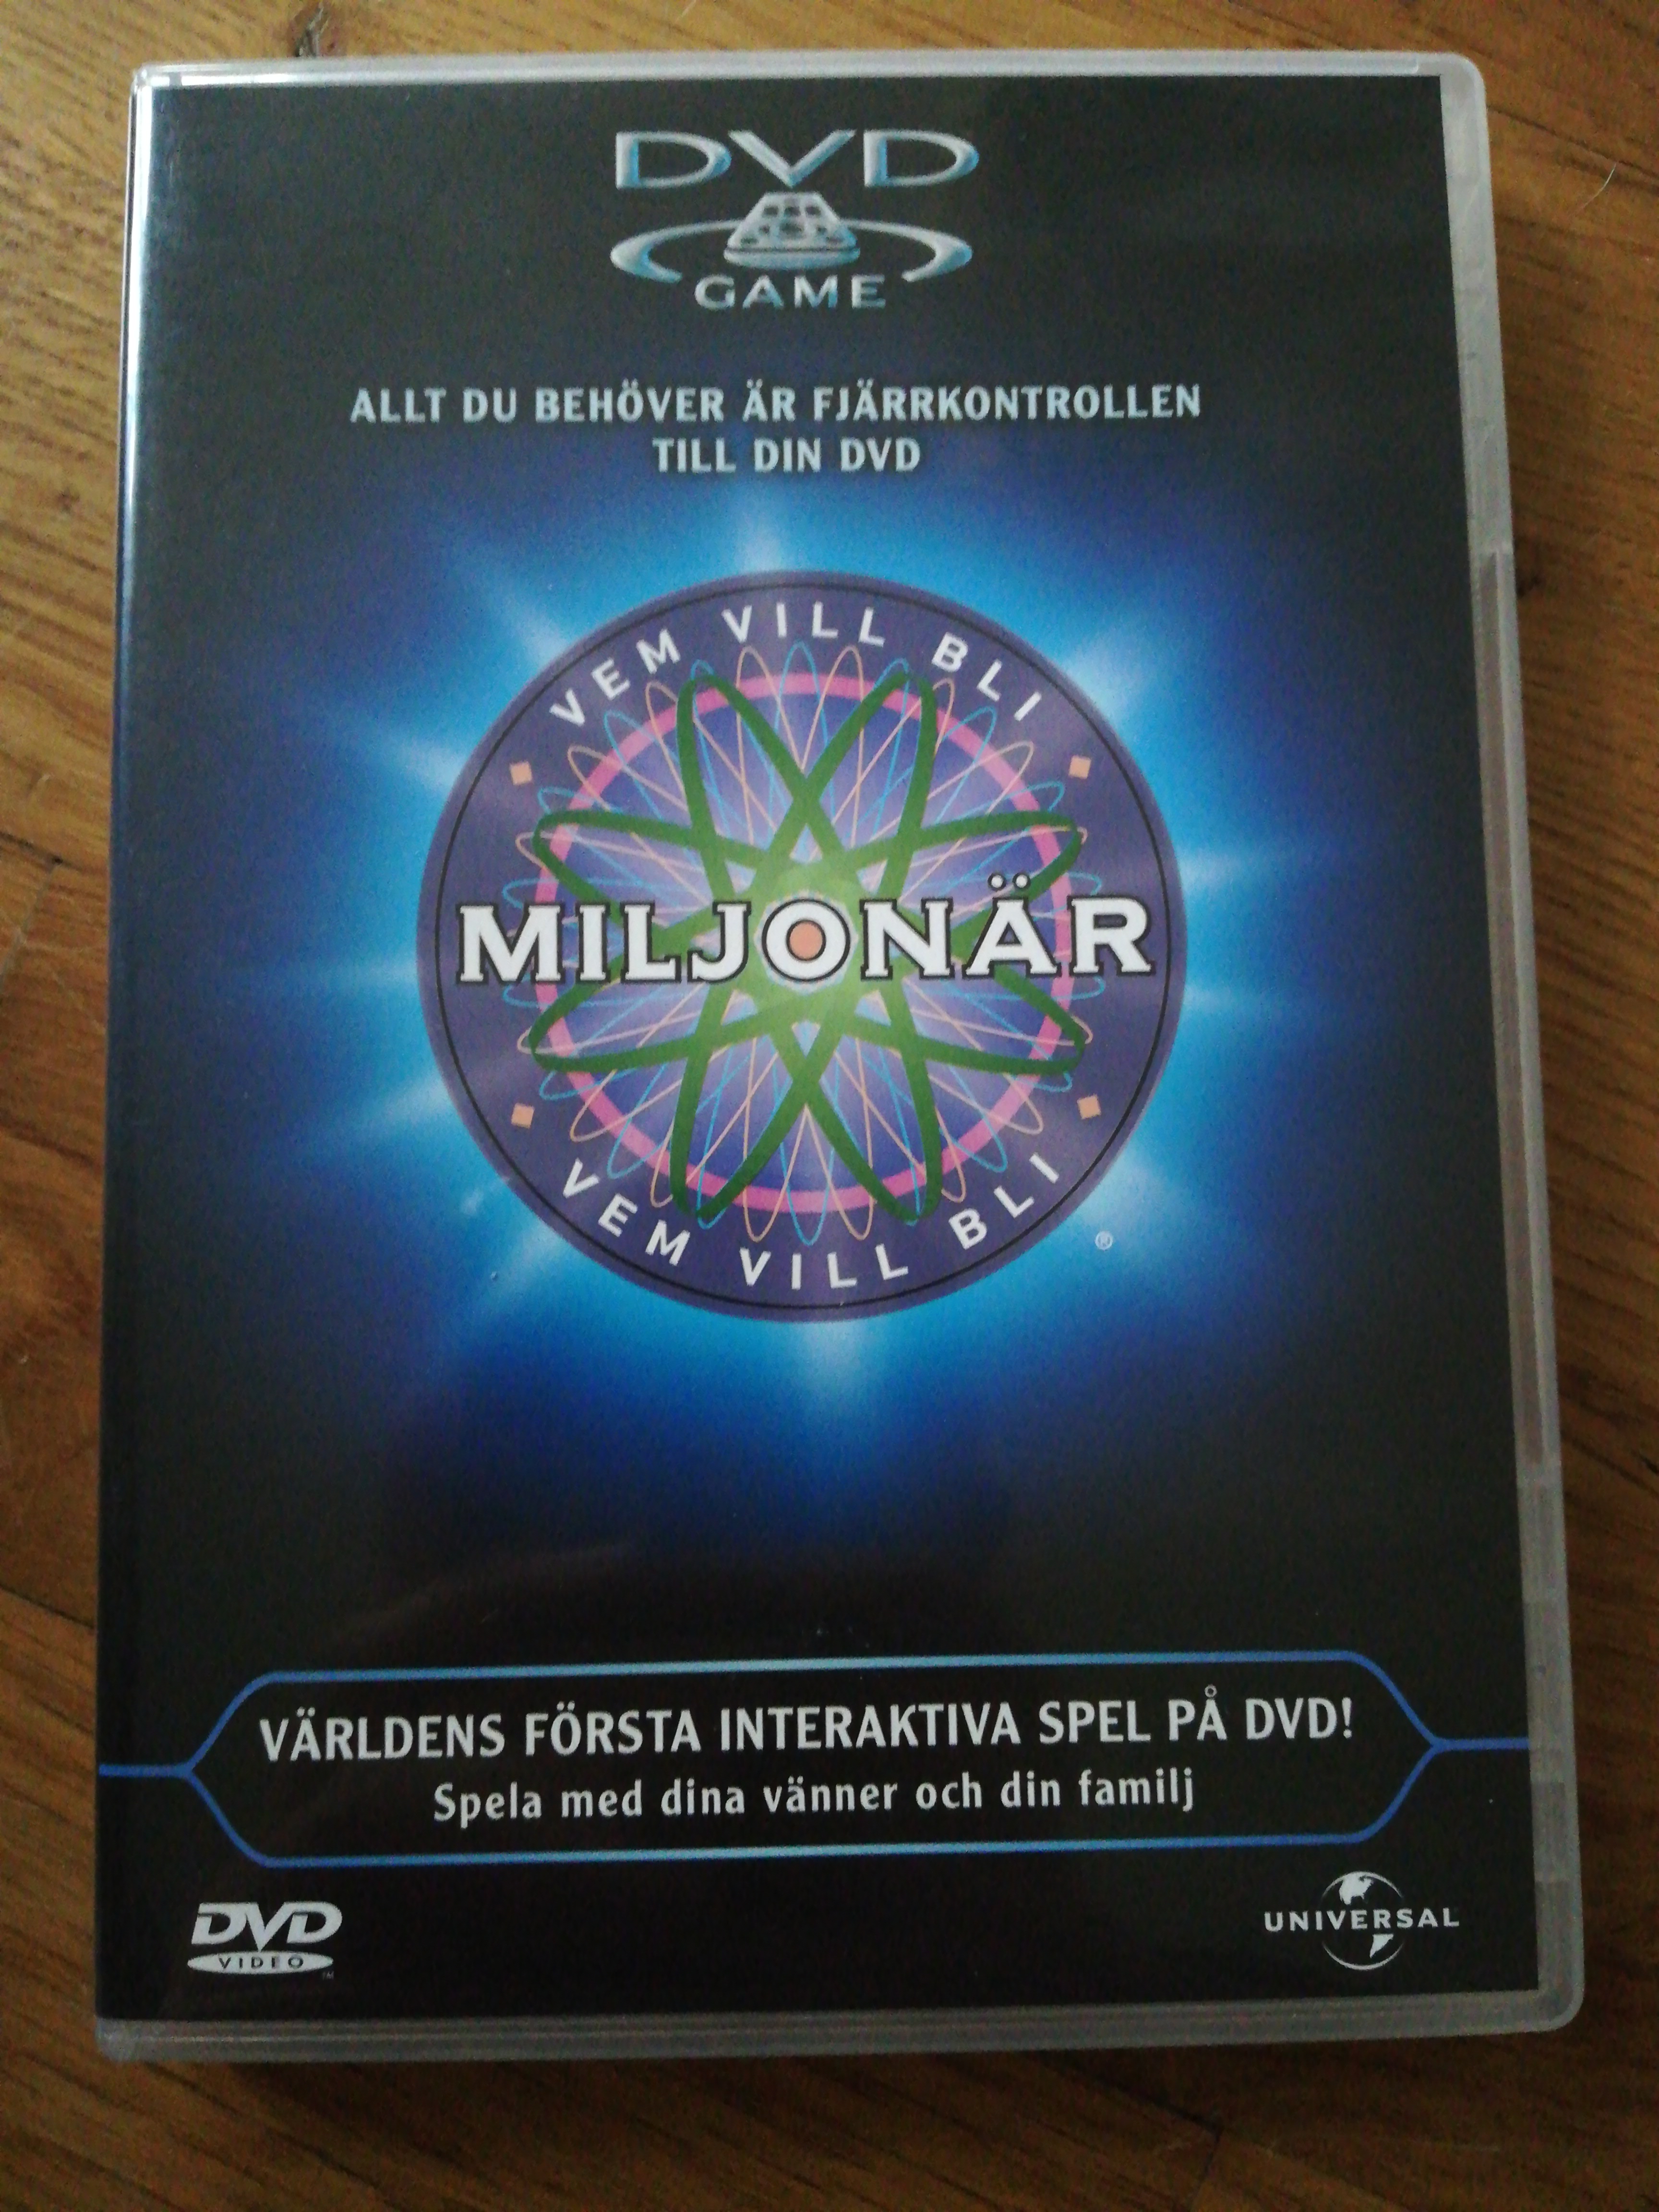 DVD
GAME
ALLT DU BEHÖVER ÄR FJÄRRKONTROLLEN
TILL DIN DVD
VEM VILL BLI
MILJONÄR
VEM VILL BLI
®
VÄRLDENS FÖRSTA INTERAKTIVA SPEL PÅ DVD!
Spela med dina vänner och din familj
DVD
VIDEO
TM
UNIVERSAL